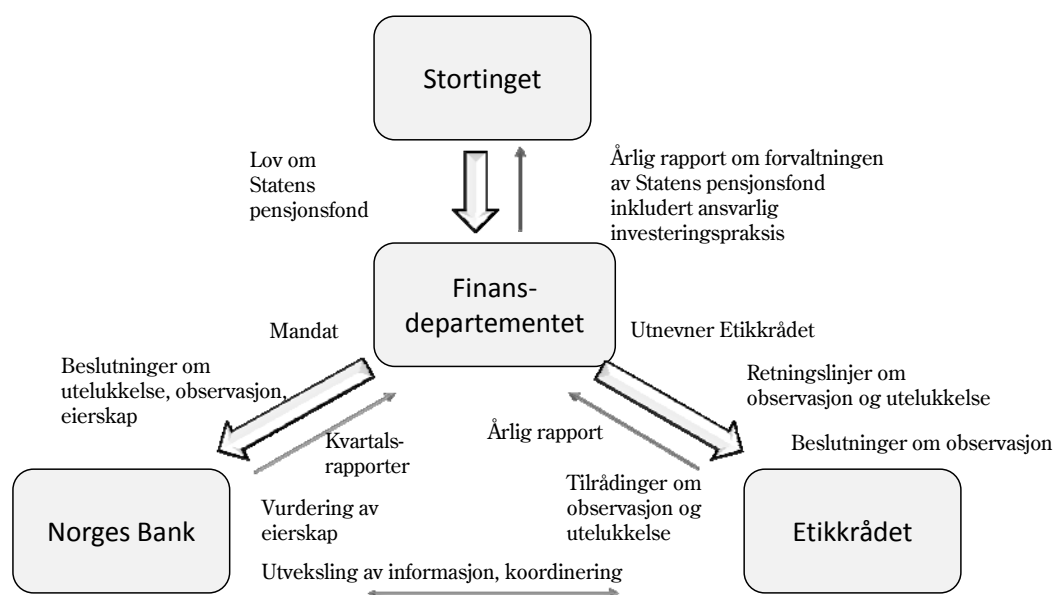 Stortinget
Lov om
Statens
pensjonsfond
Årlig rapport om forvaltningen
av Statens pensjonsfond
inkludert ansvarlig
investeringspraksis
Finans-
departementet
Mandat
Utnevner Etikkrådet
Beslutninger om
utelukkelse, observasjon,
eierskap
Retningslinjer om
observasjon og utelukkelse
Kvartals-
rapporter
Årlig rapport
Beslutninger om observasjon
Norges Bank
Vurdering av
eierskap
Tilrådinger om
observasjon og
utelukkelse
Etikkrådet
Utveksling av informasjon, koordinering